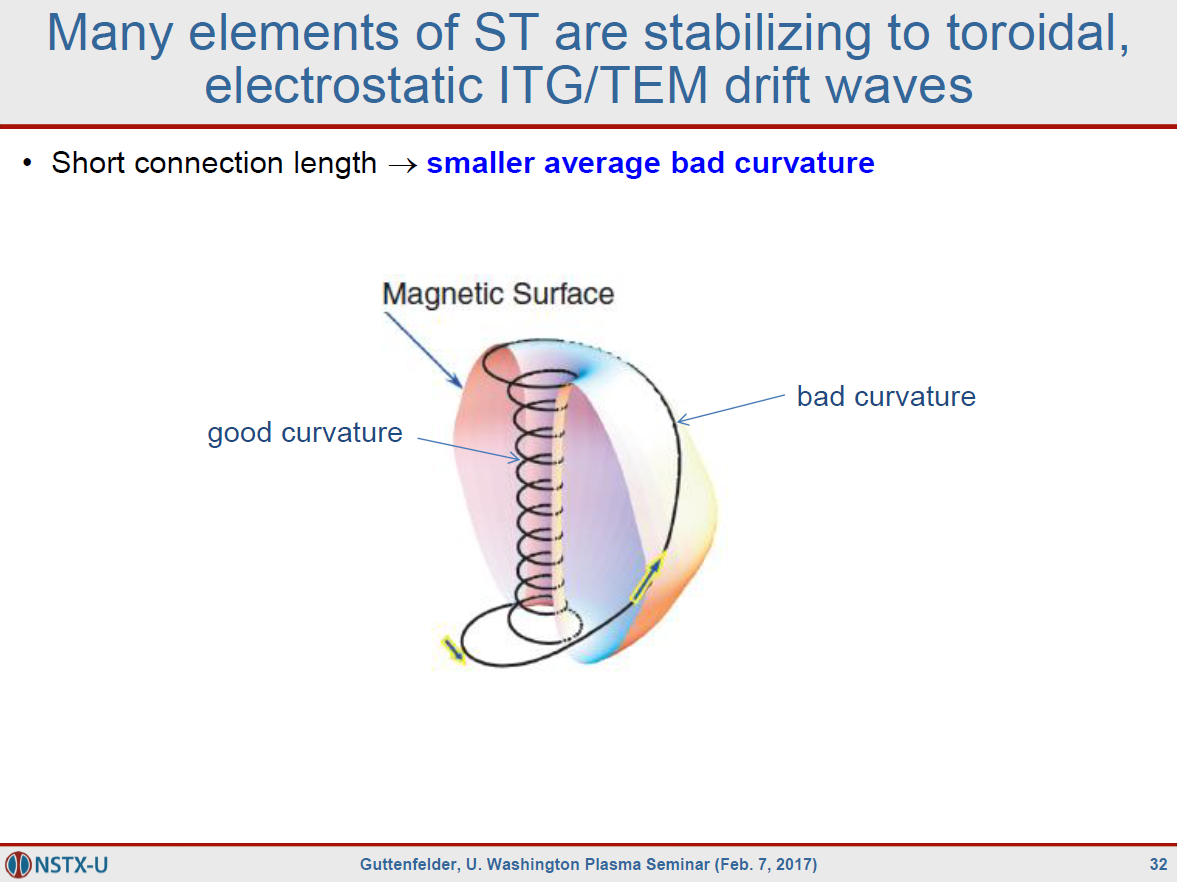 Many elements of ST are stabilizing to toroidal,
electrostatic ITG/TEM drift waves
• Short connection length → smaller average bad curvature
Magnetic Surface
bad curvature
good curvature
NSTX-U
Guttenfelder, U. Washington Plasma Seminar (Feb. 7, 2017)
32